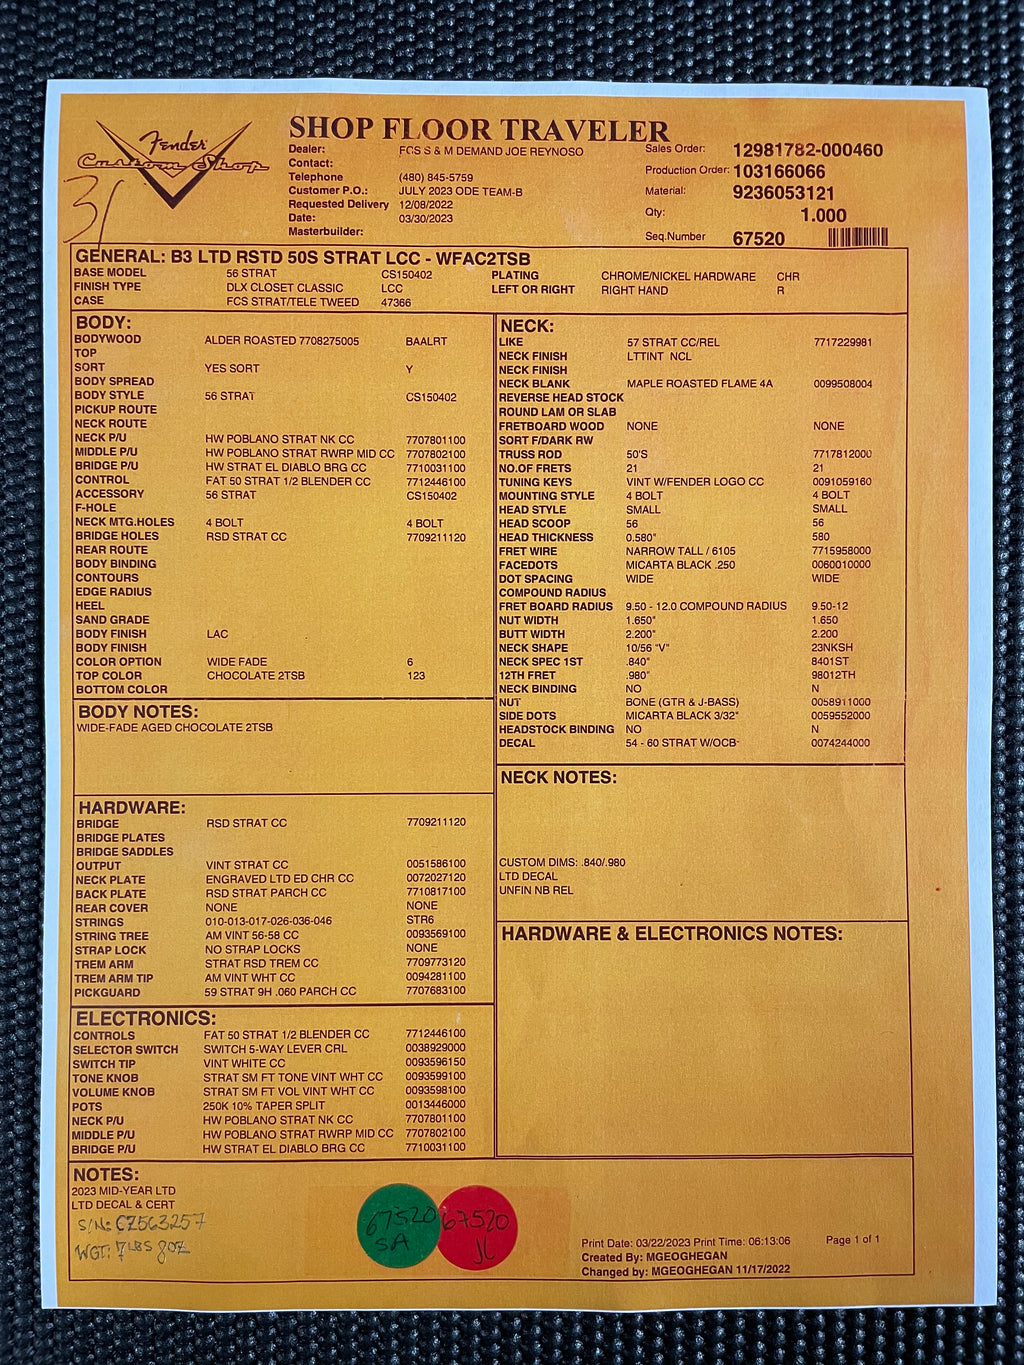 Fender
Custom Shop
31
SHOP FLOOR TRAVELER
Dealer: FCS S & M DEMAND JOE REYNOSO
Contact:
Telephone (480) 845-5759
Customer P.O.: JULY 2023 ODE TEAM-B
Requested Delivery 12/08/2022
Date: 03/30/2023
Masterbuilder:
Sales Order: 12981782-000460
Production Order: 103166066
Material: 9236053121
Qty: 1.000
Seq.Number 67520
GENERAL: B3 LTD RSTD 50S STRAT LCC - WFAC2TSB
BASE MODEL 56 STRAT CS150402 PLATING CHROME/NICKEL HARDWARE CHR
FINISH TYPE DLX CLOSET CLASSIC LCC LEFT OR RIGHT RIGHT HAND R
CASE FCS STRAT/TELE TWEED 47366
BODY:
BODYWOOD ALDER ROASTED 7708275005 BAALRT
TOP
SORT YES SORT Y
BODY SPREAD
BODY STYLE 56 STRAT CS150402
PICKUP ROUTE
NECK ROUTE
NECK P/U HW POBLANO STRAT NK CC 7707801100
MIDDLE P/U HW POBLANO STRAT RWRP MID CC 7707802100
BRIDGE P/U HW STRAT EL DIABLO BRG CC 7710031100
CONTROL FAT 50 STRAT 1/2 BLENDER CC 7712446100
ACCESSORY 56 STRAT CS150402
F-HOLE
NECK MTG.HOLES 4 BOLT 4 BOLT
BRIDGE HOLES RSD STRAT CC 7709211120
REAR ROUTE
BODY BINDING
CONTOURS
EDGE RADIUS
HEEL
SAND GRADE
BODY FINISH LAC
BODY FINISH
COLOR OPTION WIDE FADE 6
TOP COLOR CHOCOLATE 2TSB 123
BOTTOM COLOR
BODY NOTES:
WIDE-FADE AGED CHOCOLATE 2TSB
HARDWARE:
BRIDGE RSD STRAT CC 7709211120
BRIDGE PLATES
BRIDGE SADDLES
OUTPUT VINT STRAT CC 0051586100
NECK PLATE ENGRAVED LTD ED CHR CC 0072027120
BACK PLATE RSD STRAT PARCH CC 7710817100
REAR COVER NONE NONE
STRINGS 010-013-017-026-036-046 STR6
STRING TREE AM VINT 56-58 CC 0093569100
STRAP LOCK NO STRAP LOCKS NONE
TREM ARM STRAT RSD TREM CC 7709773120
TREM ARM TIP AM VINT WHT CC 0094281100
PICKGUARD 59 STRAT 9H .060 PARCH CC 7707683100
ELECTRONICS:
CONTROLS FAT 50 STRAT 1/2 BLENDER CC 7712446100
SELECTOR SWITCH SWITCH 5-WAY LEVER CRL 0038929000
SWITCH TIP VINT WHITE CC 0093596150
TONE KNOB STRAT SM FT TONE VINT WHT CC 0093599100
VOLUME KNOB STRAT SM FT VOL VINT WHT CC 0093598100
POTS 250K 10% TAPER SPLIT 0013446000
NECK P/U HW POBLANO STRAT NK CC 7707801100
MIDDLE P/U HW POBLANO STRAT RWRP MID CC 7707802100
BRIDGE P/U HW STRAT EL DIABLO BRG CC 7710031100
NECK:
LIKE 57 STRAT CC/REL 7717229981
NECK FINISH LTTINT NCL
NECK FINISH
NECK BLANK MAPLE ROASTED FLAME 4A 0099508004
REVERSE HEAD STOCK
ROUND LAM OR SLAB
FRETBOARD WOOD NONE NONE
SORT F/DARK RW
TRUSS ROD 50'S 7717812000
NO.OF FRETS 21 21
TUNING KEYS VINT W/FENDER LOGO CC 0091059160
MOUNTING STYLE 4 BOLT 4 BOLT
HEAD STYLE SMALL SMALL
HEAD SCOOP 56 56
HEAD THICKNESS 0.580" 580
FRET WIRE NARROW TALL / 6105 7715958000
FACEDOTS MICARTA BLACK .250 0060010000
DOT SPACING WIDE WIDE
COMPOUND RADIUS
FRET BOARD RADIUS 9.50 - 12.0 COMPOUND RADIUS 9.50-12
NUT WIDTH 1.650" 1.650
BUTT WIDTH 2.200" 2.200
NECK SHAPE 10/56 "V" 23NKSH
NECK SPEC 1ST .840" 8401ST
12TH FRET .980" 98012TH
NECK BINDING NO N
NUT BONE (GTR & J-BASS) 0058911000
SIDE DOTS MICARTA BLACK 3/32" 0059552000
HEADSTOCK BINDING NO N
DECAL 54 - 60 STRAT W/OCB- 0074244000
NECK NOTES:
CUSTOM DIMS: .840/.980
LTD DECAL
UNFIN NB REL
HARDWARE & ELECTRONICS NOTES:
NOTES:
2023 MID-YEAR LTD
LTD DECAL & CERT
S/N: CZ563257
WGT: 7 LBS 8OZ
67520
SA
67520
JL
Print Date: 03/22/2023 Print Time: 06:13:06 Page 1 of 1
Created By: MGEOGHEGAN
Changed by: MGEOGHEGAN 11/17/2022